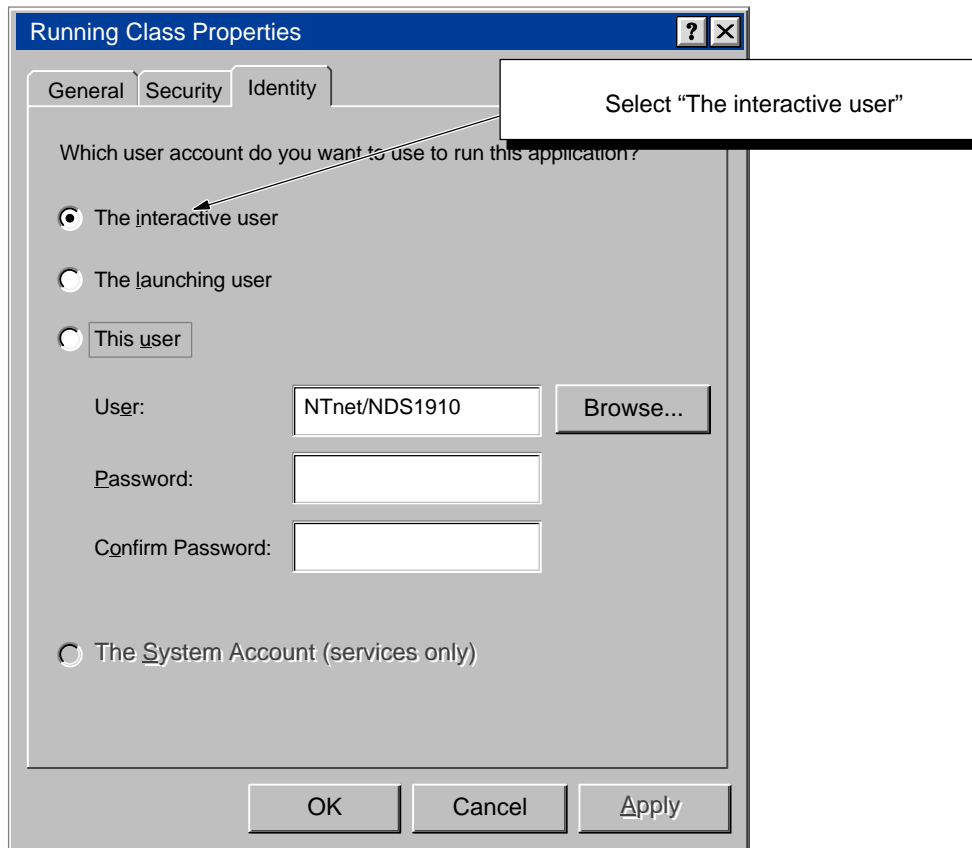 Running Class Properties
General Security Identity
Select “The interactive user”
Which user account do you want to use to run this application?
The interactive user
The launching user
This user
User: NTnet/NDS1910 Browse...
Password:
Confirm Password:
The System Account (services only)
OK Cancel Apply